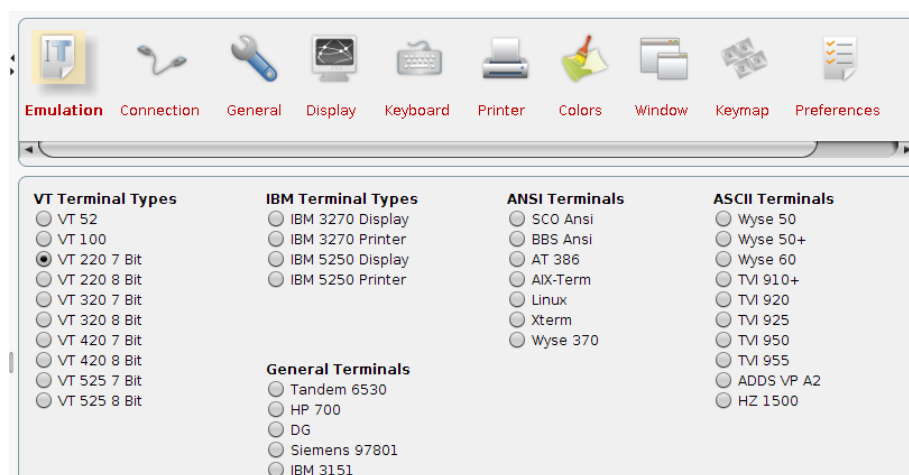 Emulation Connection General Display Keyboard Printer Colors Window Keymap Preferences
VT Terminal Types
VT 52
VT 100
VT 220 7 Bit
VT 220 8 Bit
VT 320 7 Bit
VT 320 8 Bit
VT 420 7 Bit
VT 420 8 Bit
VT 525 7 Bit
VT 525 8 Bit
IBM Terminal Types
IBM 3270 Display
IBM 3270 Printer
IBM 5250 Display
IBM 5250 Printer
General Terminals
Tandem 6530
HP 700
DG
Siemens 97801
IBM 3151
ANSI Terminals
SCO Ansi
BBS Ansi
AT 386
AIX-Term
Linux
Xterm
Wyse 370
ASCII Terminals
Wyse 50
Wyse 50+
Wyse 60
TVI 910+
TVI 920
TVI 925
TVI 950
TVI 955
ADDS VP A2
HZ 1500